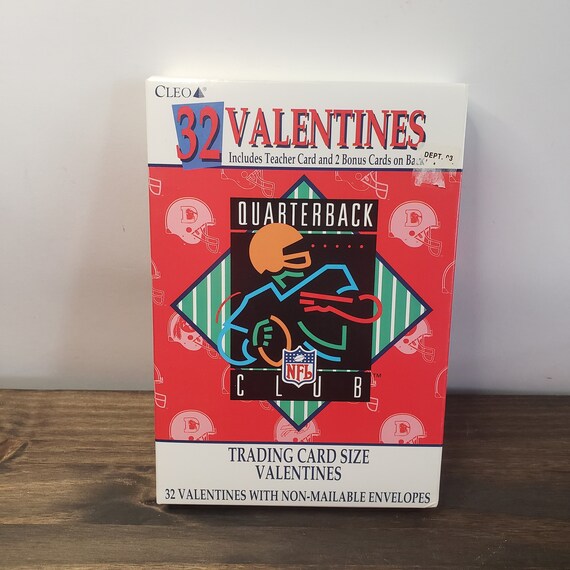 CLEO
32 VALENTINES
Includes Teacher Card and 2 Bonus Cards on
DEPT.
QUARTERBACK
NFL
CLUB
TM
TRADING CARD SIZE
VALENTINES
32 VALENTINES WITH NON-MAILABLE ENVELOPES